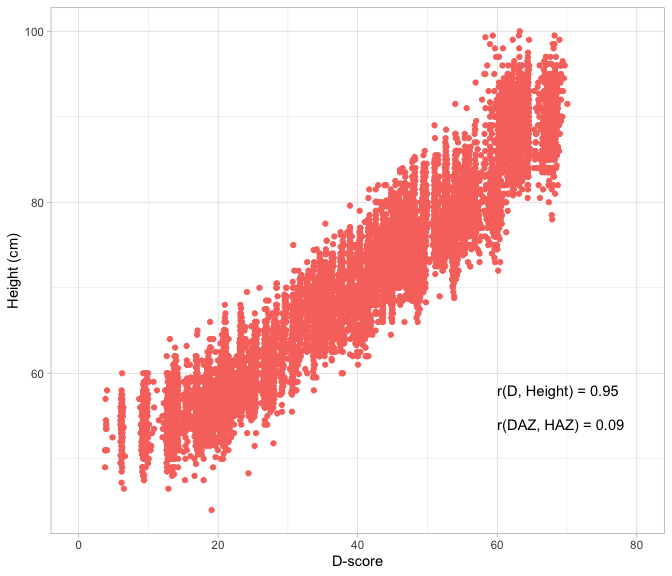 100
80
60
Height (cm)
r(D, Height) = 0.95
r(DAZ, HAZ) = 0.09
0
20
40
60
80
D-score